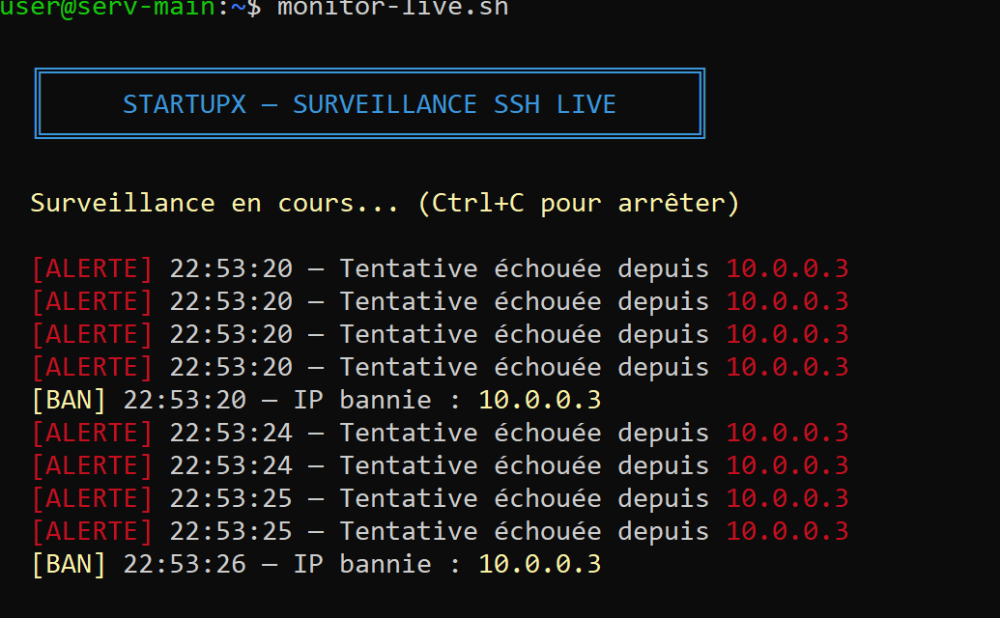 user@serv-main:~$ monitor-live.sh
STARTUPX — SURVEILLANCE SSH LIVE
Surveillance en cours... (Ctrl+C pour arrêter)
[ALERTE] 22:53:20 — Tentative échouée depuis 10.0.0.3
[ALERTE] 22:53:20 — Tentative échouée depuis 10.0.0.3
[ALERTE] 22:53:20 — Tentative échouée depuis 10.0.0.3
[ALERTE] 22:53:20 — Tentative échouée depuis 10.0.0.3
[BAN] 22:53:20 — IP bannie : 10.0.0.3
[ALERTE] 22:53:24 — Tentative échouée depuis 10.0.0.3
[ALERTE] 22:53:24 — Tentative échouée depuis 10.0.0.3
[ALERTE] 22:53:25 — Tentative échouée depuis 10.0.0.3
[ALERTE] 22:53:25 — Tentative échouée depuis 10.0.0.3
[BAN] 22:53:26 — IP bannie : 10.0.0.3